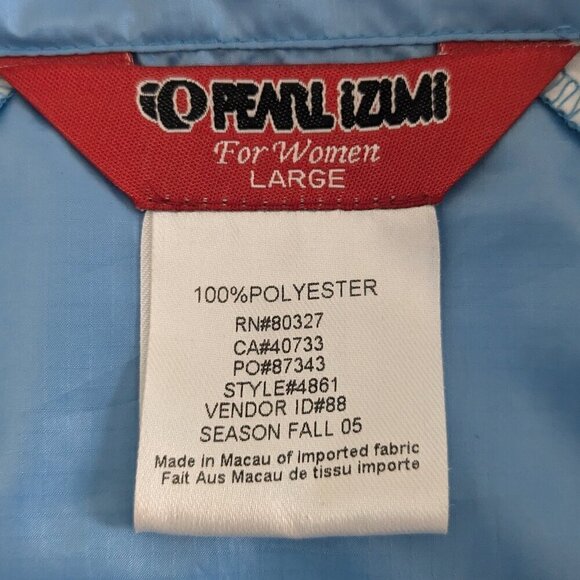 PEARL iZUMi
For Women
LARGE
100%POLYESTER
RN#80327
CA#40733
PO#87343
STYLE#4861
VENDOR ID#88
SEASON FALL 05
Made in Macau of imported fabric
Fait Aus Macau de tissu importe